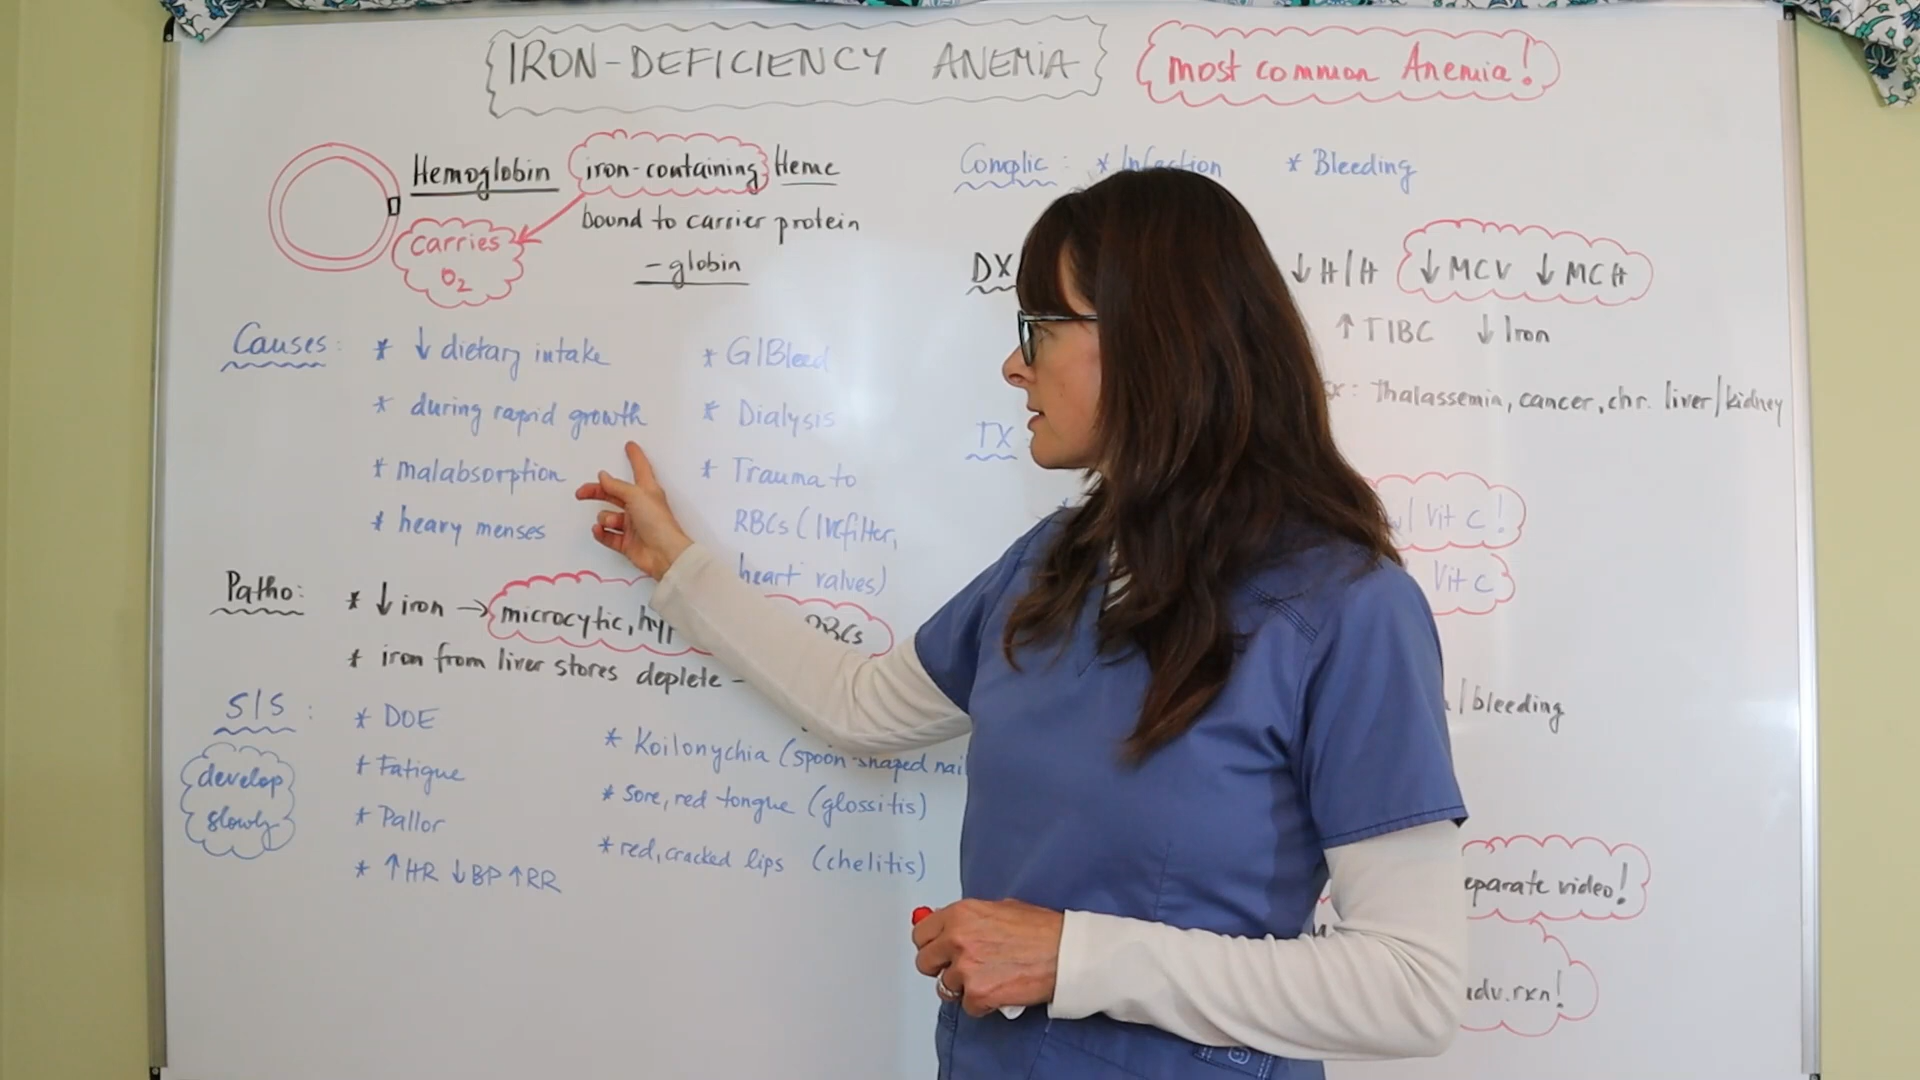 IRON-DEFICIENCY ANEMIA
most common Anemia!
Hemoglobin iron-containing Heme
bound to carrier protein
- globin
carries
O2
Causes:
* ↓ dietary intake
* during rapid growth
* malabsorption
* heavy menses
* GI Bleed
* Dialysis
* Trauma to
RBCs (IVC filter,
heart valves)
Patho:
* ↓ iron → microcytic, RBCs
* iron from liver stores deplete -
S/S:
develop
slowly
* DOE
* Fatigue
* Pallor
* ↑HR ↓BP ↑RR
* Koilonychia (spoon-shaped
* sore, red tongue (glossitis)
* red, cracked lips (chelitis)
Complic: * Infection * Bleeding
DX
↓ H/H ↓ MCV ↓ MCH
↑ TIBC ↓ Iron
: Thalassemia, cancer, chr. liver/kidney
TX
Vit C!
Vit C
/bleeding
video!
adv. rxn!